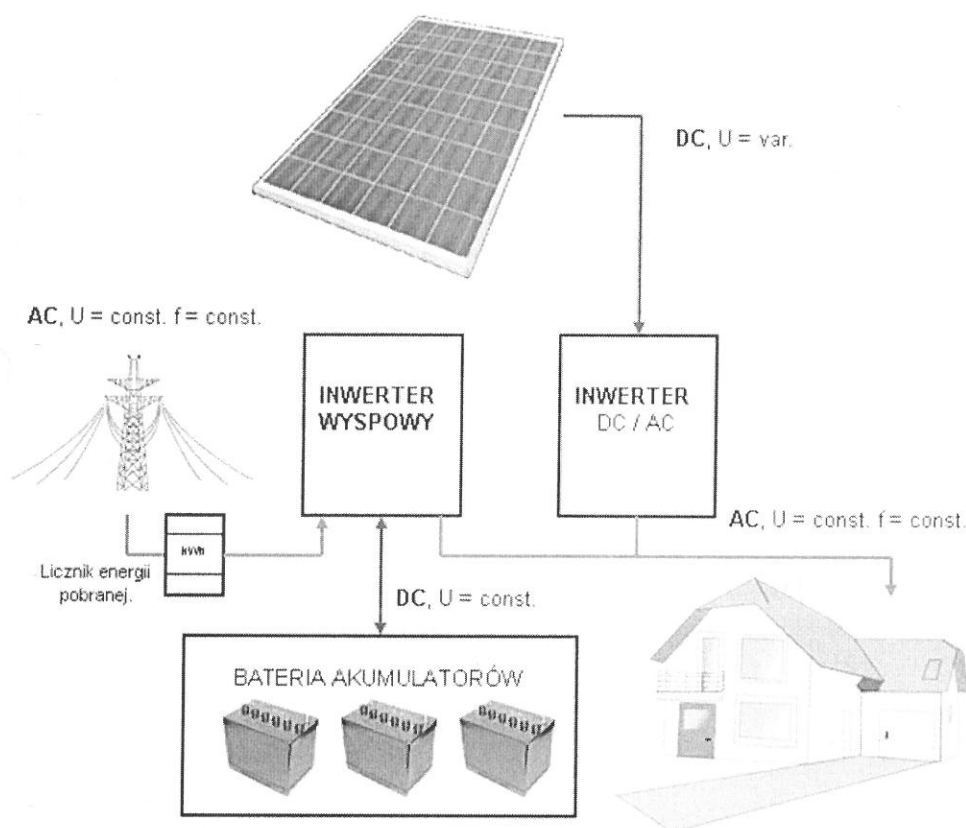 DC, U = var.
AC, U = const. f = const.
INWERTER
WYSPOWY
INWERTER
DC / AC
AC, U = const. f = const.
kWh
Licznik energii
pobranej.
DC, U = const.
BATERIA AKUMULATORÓW